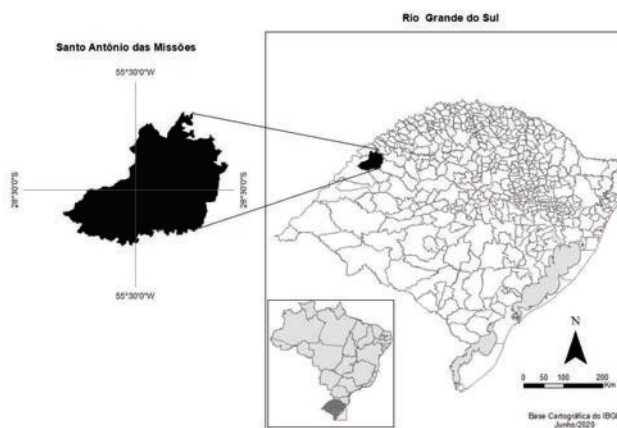 Rio Grande do Sul
Santo Antônio das Missões
55°30'0"W
28°30'0"S
28°30'0"S
55°30'0"W
N
0 50 100 200
Km
Base Cartográfica do IBGE
Junho/2020